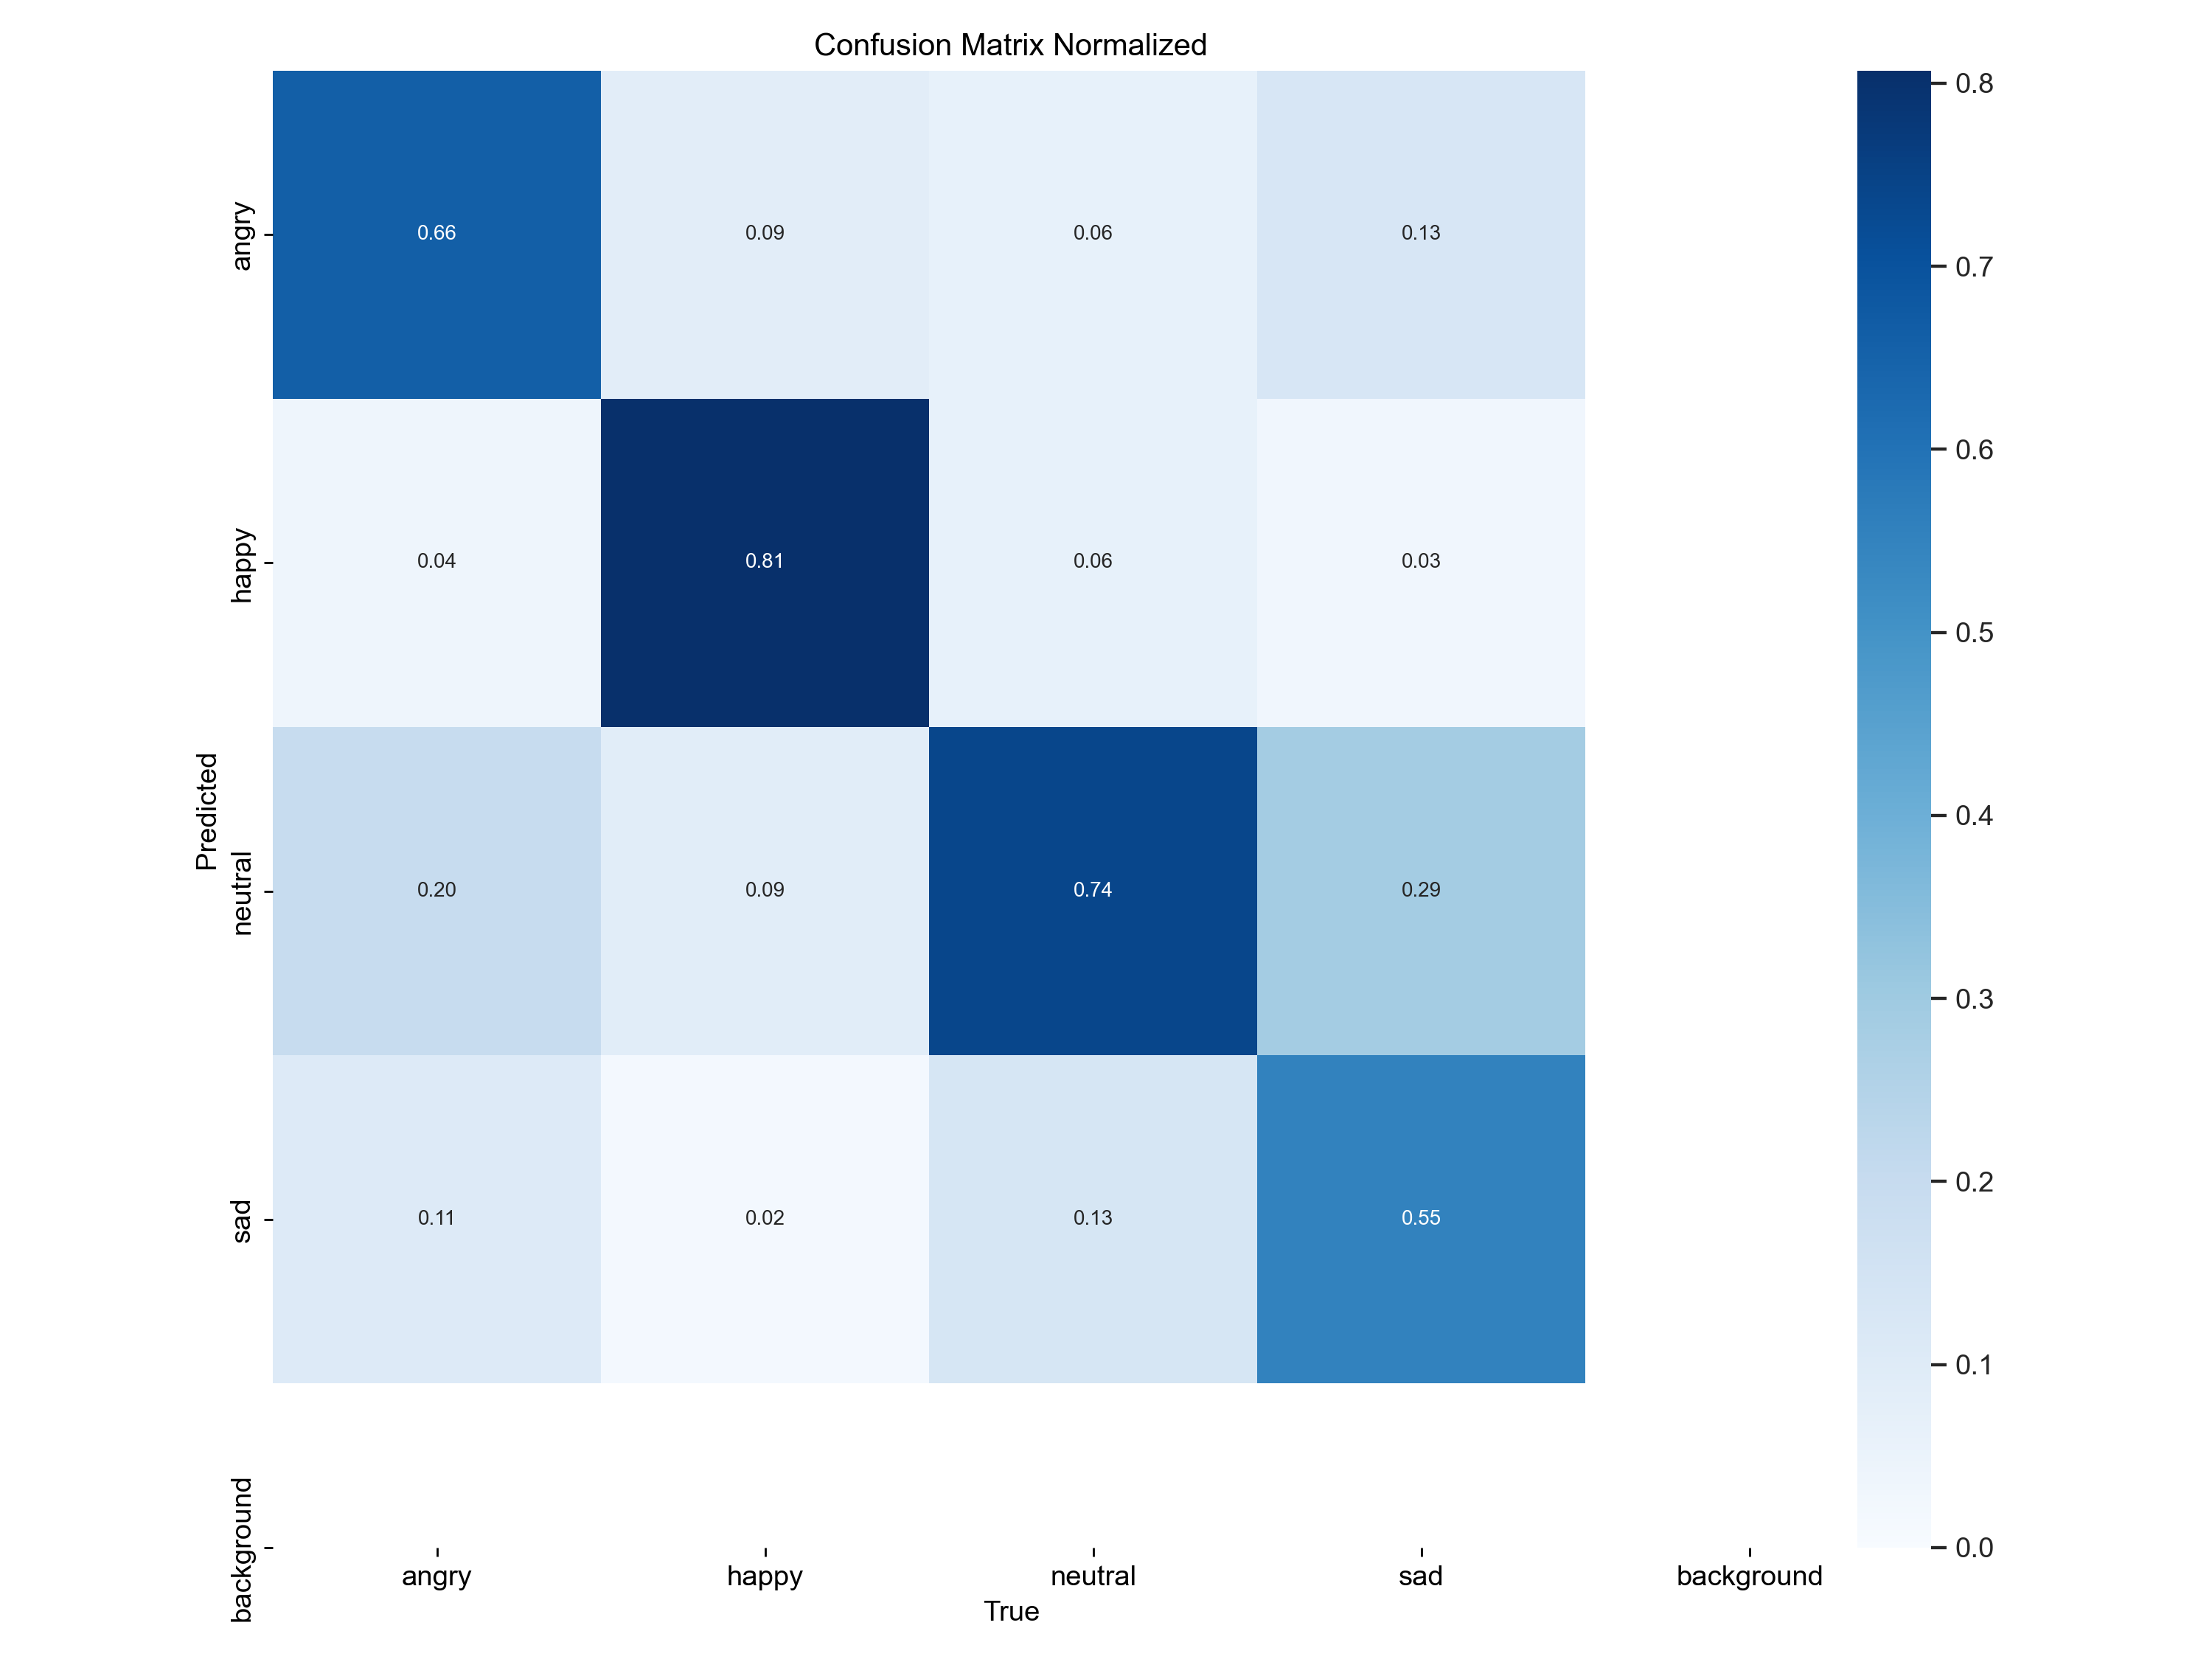 Confusion Matrix Normalized
Predicted
angry
0.66 0.09 0.06 0.13
happy
0.04 0.81 0.06 0.03
neutral
0.20 0.09 0.74 0.29
sad
0.11 0.02 0.13 0.55
background
angry happy neutral sad background
True
0.8
0.7
0.6
0.5
0.4
0.3
0.2
0.1
0.0